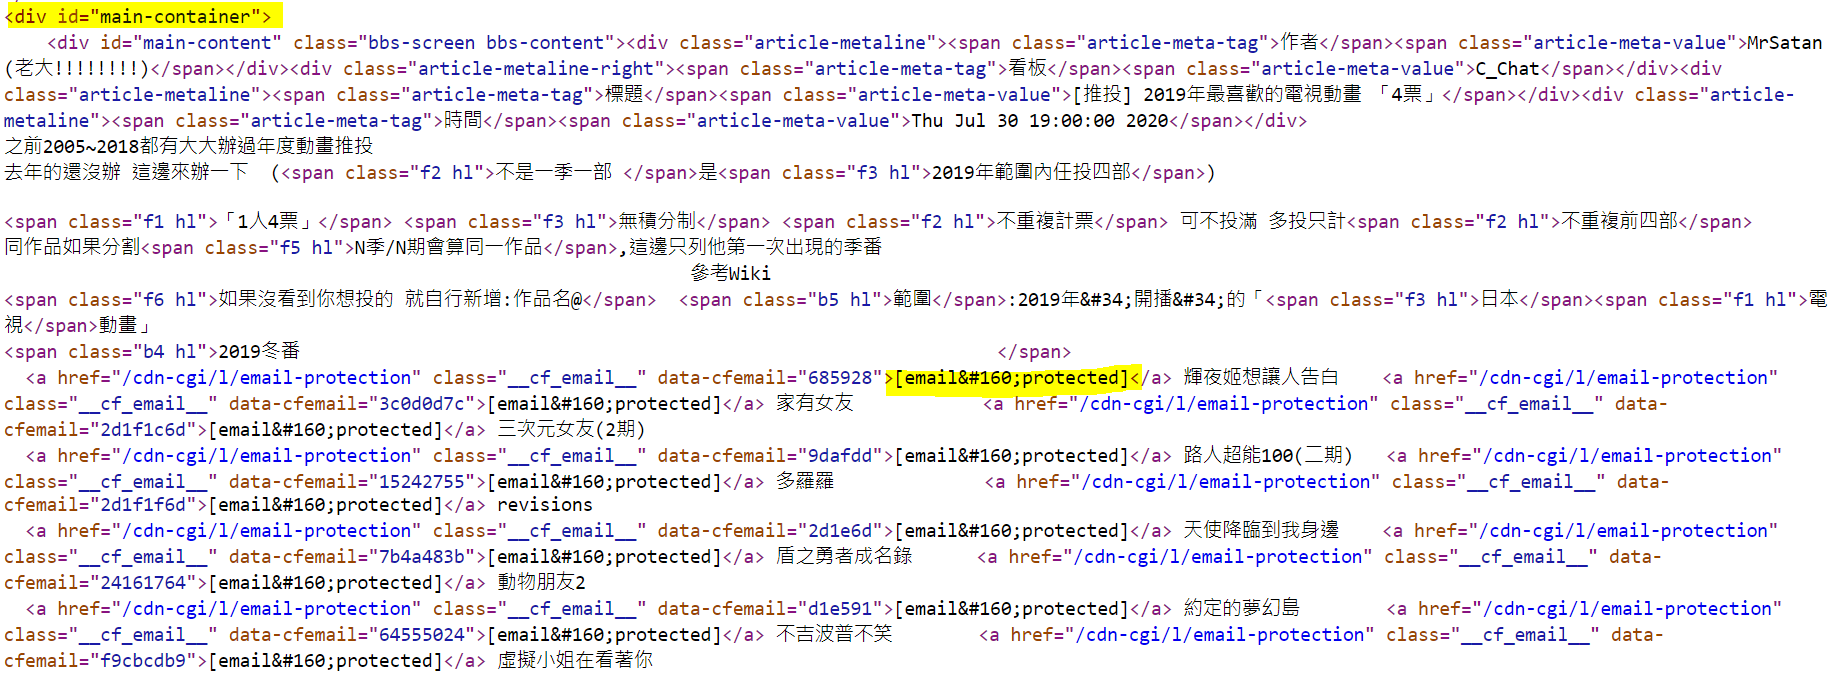 <div id="main-container">
    <div id="main-content" class="bbs-screen bbs-content"><div class="article-metaline"><span class="article-meta-tag">作者</span><span class="article-meta-value">MrSatan
(老大!!!!!!!!)</span></div><div class="article-metaline-right"><span class="article-meta-tag">看板</span><span class="article-meta-value">C_Chat</span></div><div
class="article-metaline"><span class="article-meta-tag">標題</span><span class="article-meta-value">[推投] 2019年最喜歡的電視動畫 「4票」</span></div><div class="article-
metaline"><span class="article-meta-tag">時間</span><span class="article-meta-value">Thu Jul 30 19:00:00 2020</span></div>
之前2005~2018都有大大辦過年度動畫推投
去年的還沒辦 這邊來辦一下  (<span class="f2 hl">不是一季一部 </span>是<span class="f3 hl">2019年範圍內任投四部</span>)
<span class="f1 hl">「1人4票」</span> <span class="f3 hl">無積分制</span> <span class="f2 hl">不重複計票</span> 可不投滿 多投只計<span class="f2 hl">不重複前四部</span>
同作品如果分割<span class="f5 hl">N季/N期會算同一作品</span>,這邊只列他第一次出現的季番
參考Wiki
<span class="f6 hl">如果沒看到你想投的 就自行新增:作品名@</span>  <span class="b5 hl">範圍</span>:2019年&#34;開播&#34;的「<span class="f3 hl">日本</span><span class="f1 hl">電
視</span>動畫」
<span class="b4 hl">2019冬番                                                                      </span>
  <a href="/cdn-cgi/l/email-protection" class="__cf_email__" data-cfemail="685928">[email&#160;protected]</a> 輝夜姬想讓人告白    <a href="/cdn-cgi/l/email-protection"
class="__cf_email__" data-cfemail="3c0d0d7c">[email&#160;protected]</a> 家有女友            <a href="/cdn-cgi/l/email-protection" class="__cf_email__" data-
cfemail="2d1f1c6d">[email&#160;protected]</a> 三次元女友(2期)
  <a href="/cdn-cgi/l/email-protection" class="__cf_email__" data-cfemail="9dafdd">[email&#160;protected]</a> 路人超能100(二期)   <a href="/cdn-cgi/l/email-protection"
class="__cf_email__" data-cfemail="15242755">[email&#160;protected]</a> 多羅羅              <a href="/cdn-cgi/l/email-protection" class="__cf_email__" data-
cfemail="2d1f1f6d">[email&#160;protected]</a> revisions
  <a href="/cdn-cgi/l/email-protection" class="__cf_email__" data-cfemail="2d1e6d">[email&#160;protected]</a> 天使降臨到我身邊    <a href="/cdn-cgi/l/email-protection"
class="__cf_email__" data-cfemail="7b4a483b">[email&#160;protected]</a> 盾之勇者成名錄      <a href="/cdn-cgi/l/email-protection" class="__cf_email__" data-
cfemail="24161764">[email&#160;protected]</a> 動物朋友2
  <a href="/cdn-cgi/l/email-protection" class="__cf_email__" data-cfemail="d1e591">[email&#160;protected]</a> 約定的夢幻島        <a href="/cdn-cgi/l/email-protection"
class="__cf_email__" data-cfemail="64555024">[email&#160;protected]</a> 不吉波普不笑        <a href="/cdn-cgi/l/email-protection" class="__cf_email__" data-
cfemail="f9cbcdb9">[email&#160;protected]</a> 虛擬小姐在看著你